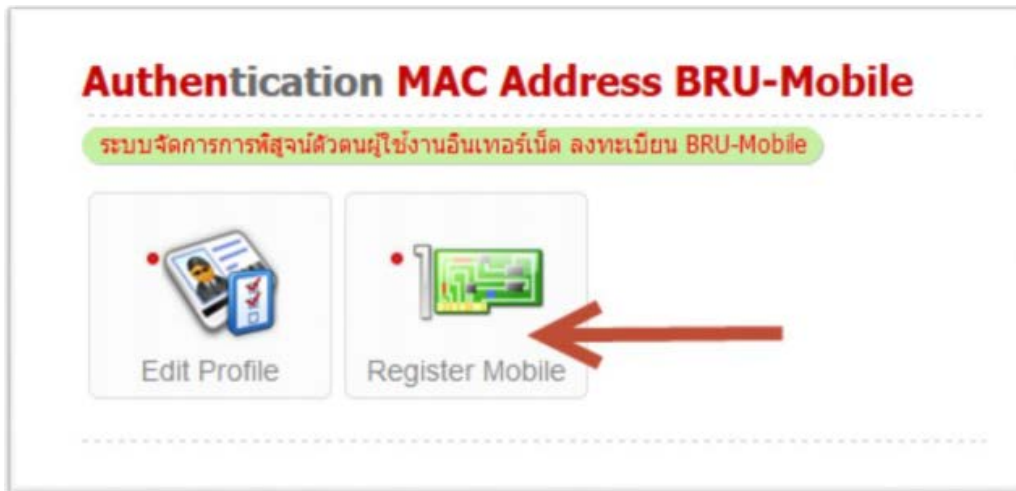 Authentication MAC Address BRU-Mobile
ระบบจัดการการพิสูจน์ตัวตนผู้ใช้งานอินเทอร์เน็ต ลงทะเบียน BRU-Mobile
Edit Profile
Register Mobile